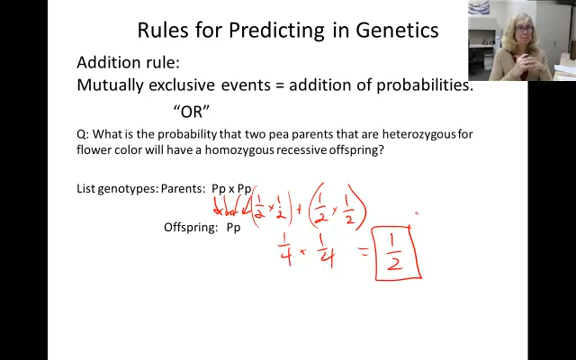 Rules for Predicting in Genetics
Addition rule:
Mutually exclusive events = addition of probabilities.
"OR"
Q: What is the probability that two pea parents that are heterozygous for
flower color will have a homozygous recessive offspring?
List genotypes: Parents: Pp x Pp
(1/2 x 1/2) + (1/2 x 1/2)
Offspring: Pp
1/4 + 1/4 = 1/2